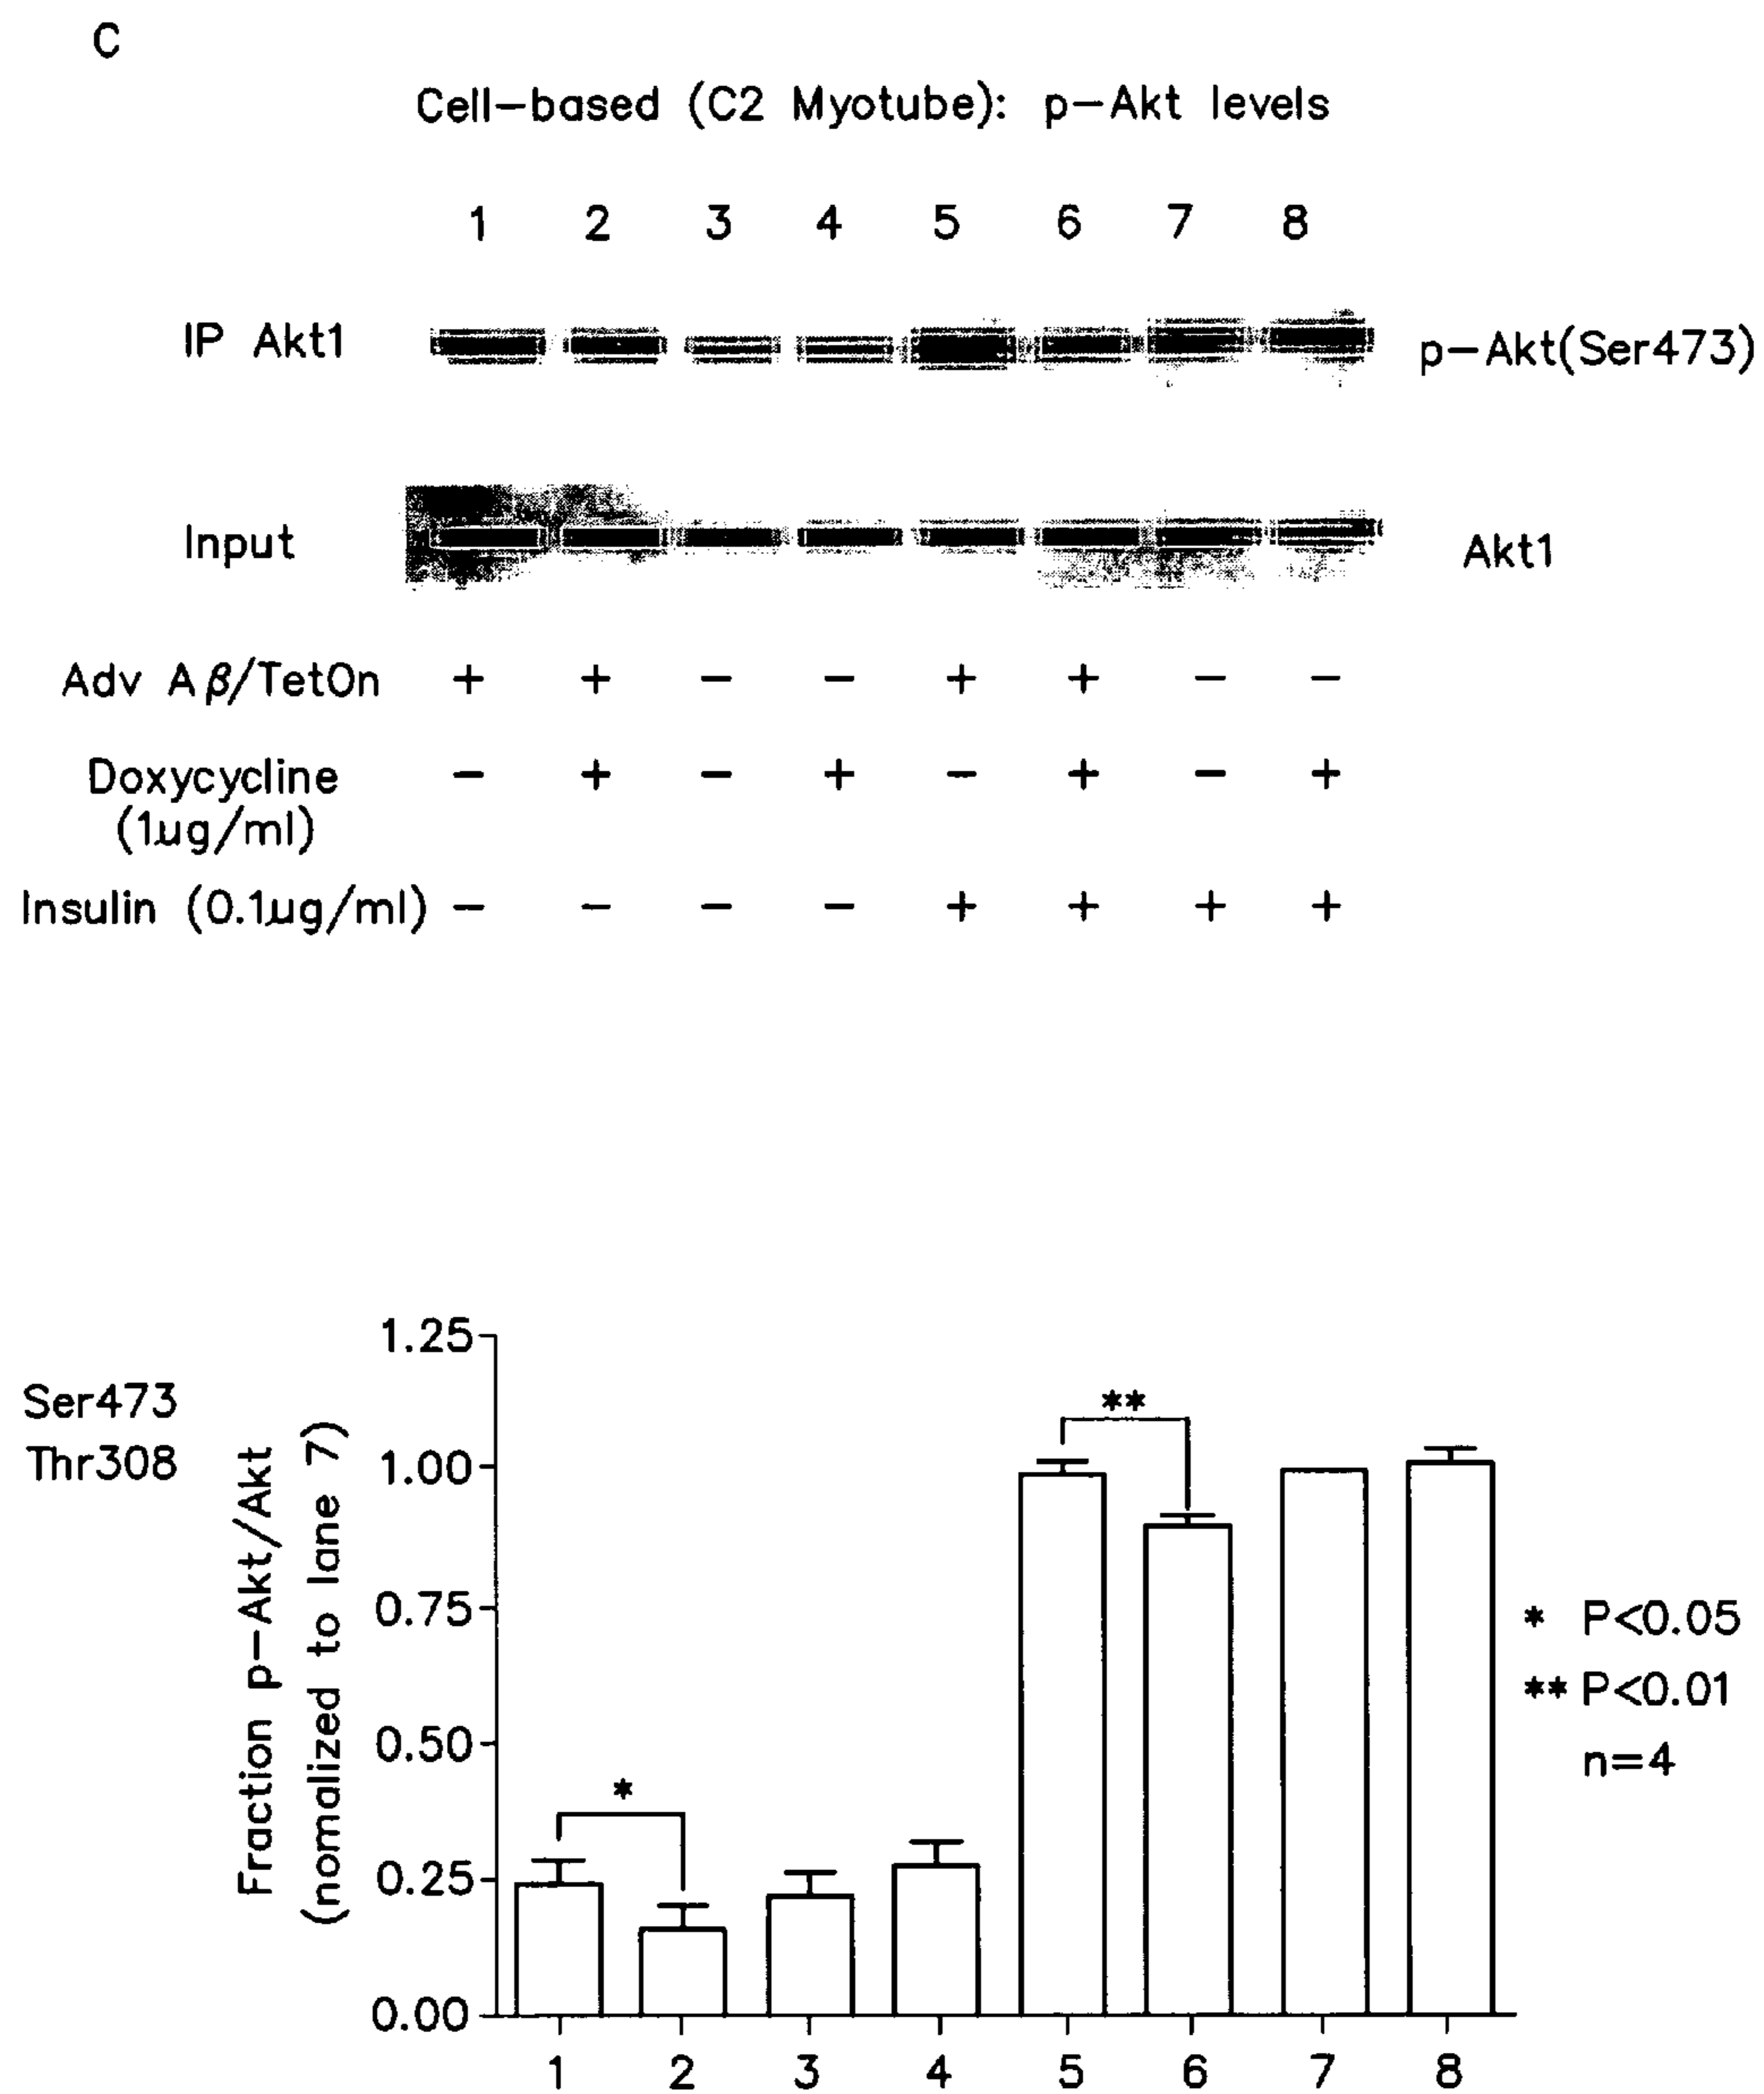 C
Cell-based (C2 Myotube): p-Akt levels
1 2 3 4 5 6 7 8
IP Akt1 p-Akt(Ser473)
Input Akt1
Adv Aβ/TetOn + + - - + + - -
Doxycycline - + - + - + - +
(1µg/ml)
Insulin (0.1µg/ml) - - - - + + + +
Ser473
Thr308
Fraction p-Akt/Akt
(nomalized to lane 7)
1.25
1.00
0.75
0.50
0.25
0.00
*
**
* P<0.05
** P<0.01
n=4
1 2 3 4 5 6 7 8